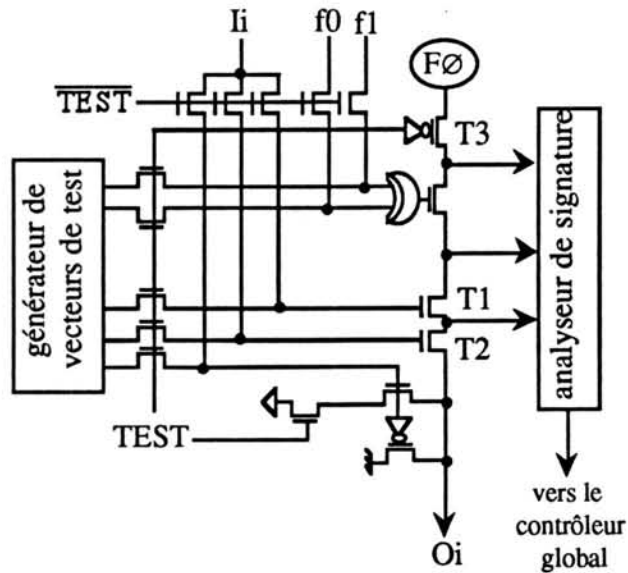 Ii
f0
f1
FØ
TEST
T3
générateur de
vecteurs de test
analyseur de signature
T1
T2
TEST
vers le
contrôleur
global
Oi